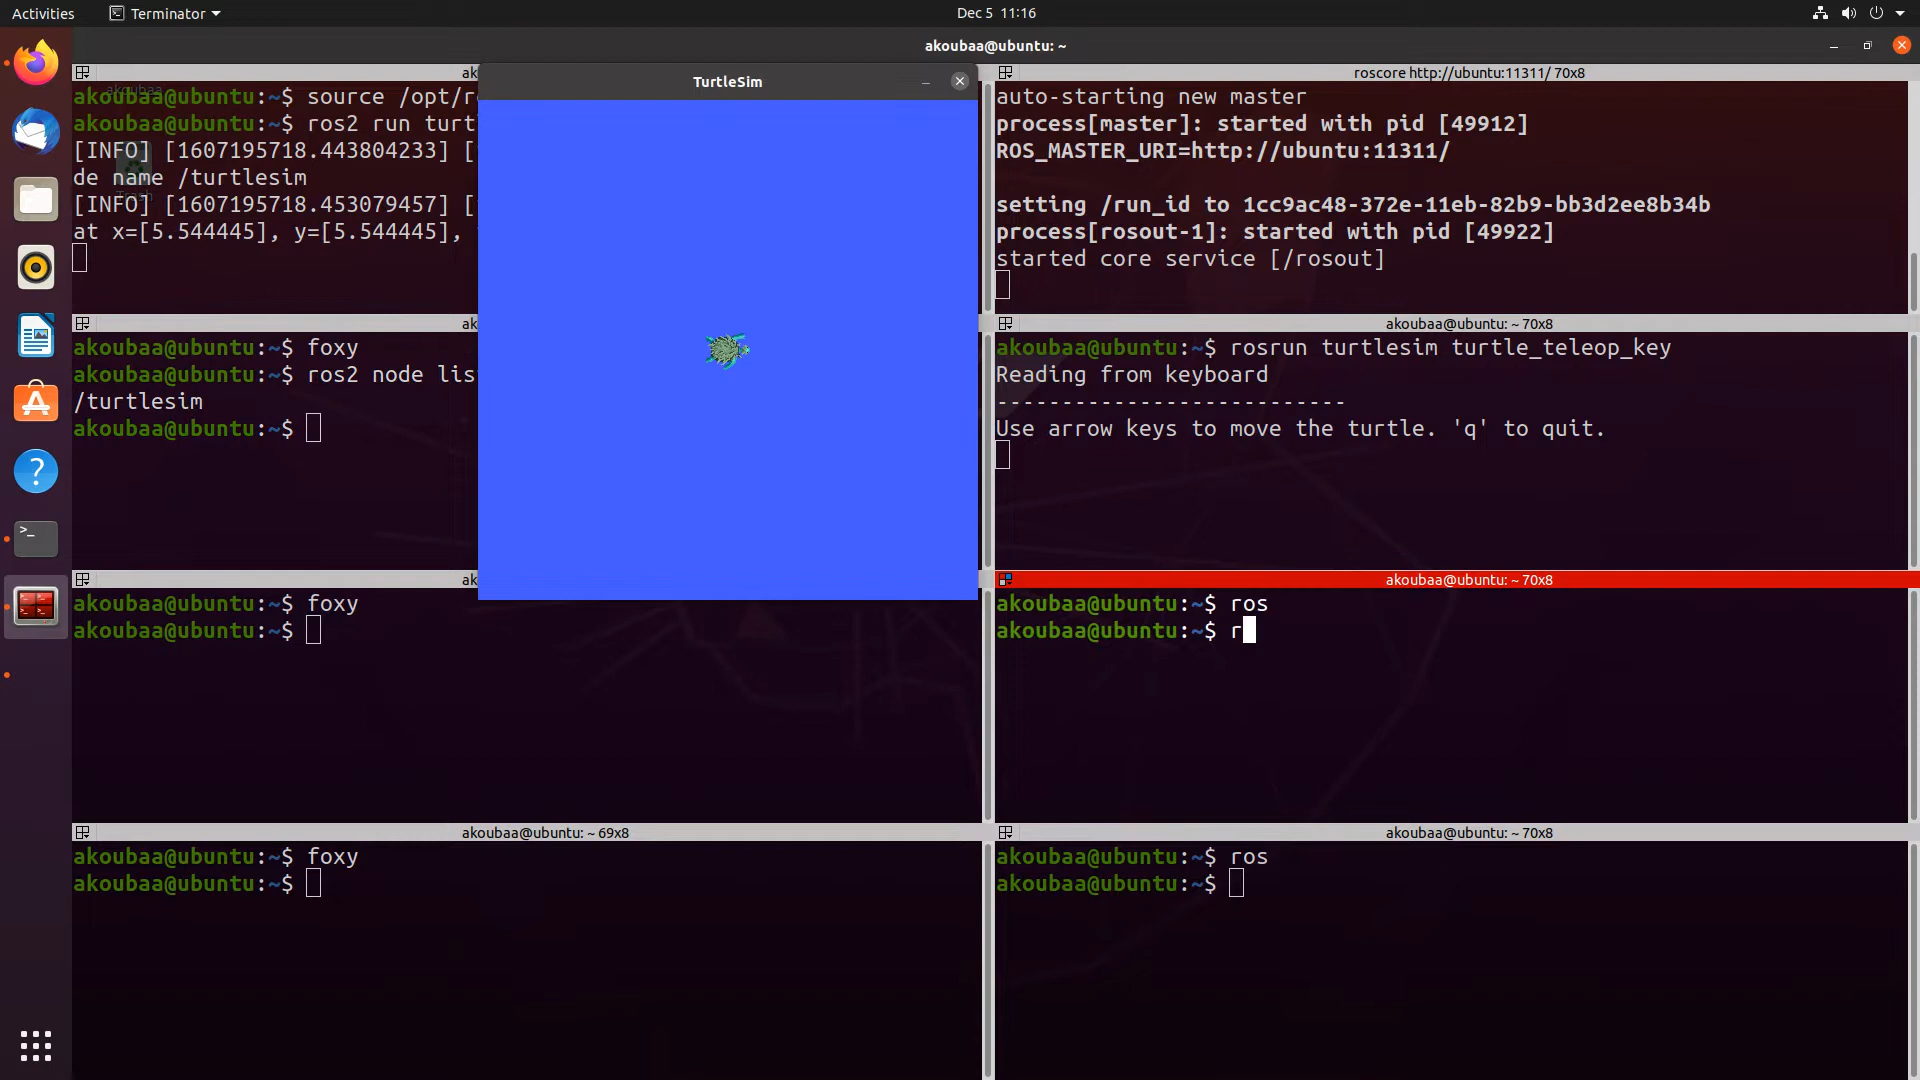 Activities
Terminator
Dec 5 11:16
akoubaa@ubuntu: ~
ak
akoubaa@ubuntu:~$ source /opt/r
akoubaa@ubuntu:~$ ros2 run turt
[INFO] [1607195718.443804233] [
de name /turtlesim
[INFO] [1607195718.453079457] [
at x=[5.544445], y=[5.544445],
akoubaa
Trash
TurtleSim
roscore http://ubuntu:11311/ 70x8
auto-starting new master
process[master]: started with pid [49912]
ROS_MASTER_URI=http://ubuntu:11311/
setting /run_id to 1cc9ac48-372e-11eb-82b9-bb3d2ee8b34b
process[rosout-1]: started with pid [49922]
started core service [/rosout]
ak
akoubaa@ubuntu:~$ foxy
akoubaa@ubuntu:~$ ros2 node lis
/turtlesim
akoubaa@ubuntu:~$
akoubaa@ubuntu: ~ 70x8
akoubaa@ubuntu:~$ rosrun turtlesim turtle_teleop_key
Reading from keyboard
---------------------------
Use arrow keys to move the turtle. 'q' to quit.
ak
akoubaa@ubuntu:~$ foxy
akoubaa@ubuntu:~$
akoubaa@ubuntu: ~ 70x8
akoubaa@ubuntu:~$ ros
akoubaa@ubuntu:~$ r
akoubaa@ubuntu: ~ 69x8
akoubaa@ubuntu:~$ foxy
akoubaa@ubuntu:~$
akoubaa@ubuntu: ~ 70x8
akoubaa@ubuntu:~$ ros
akoubaa@ubuntu:~$